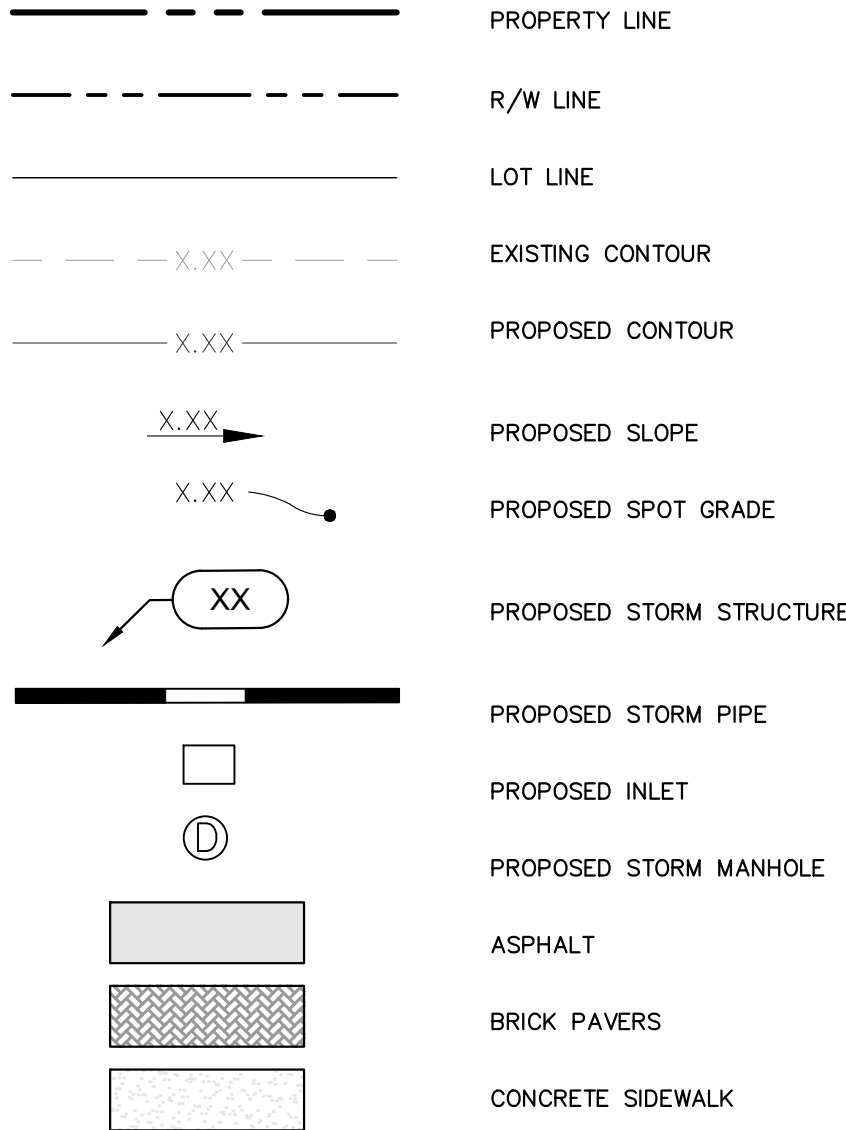 PROPERTY LINE
R/W LINE
LOT LINE
X.XX EXISTING CONTOUR
X.XX PROPOSED CONTOUR
X.XX PROPOSED SLOPE
X.XX PROPOSED SPOT GRADE
XX PROPOSED STORM STRUCTURE
PROPOSED STORM PIPE
PROPOSED INLET
D PROPOSED STORM MANHOLE
ASPHALT
BRICK PAVERS
CONCRETE SIDEWALK